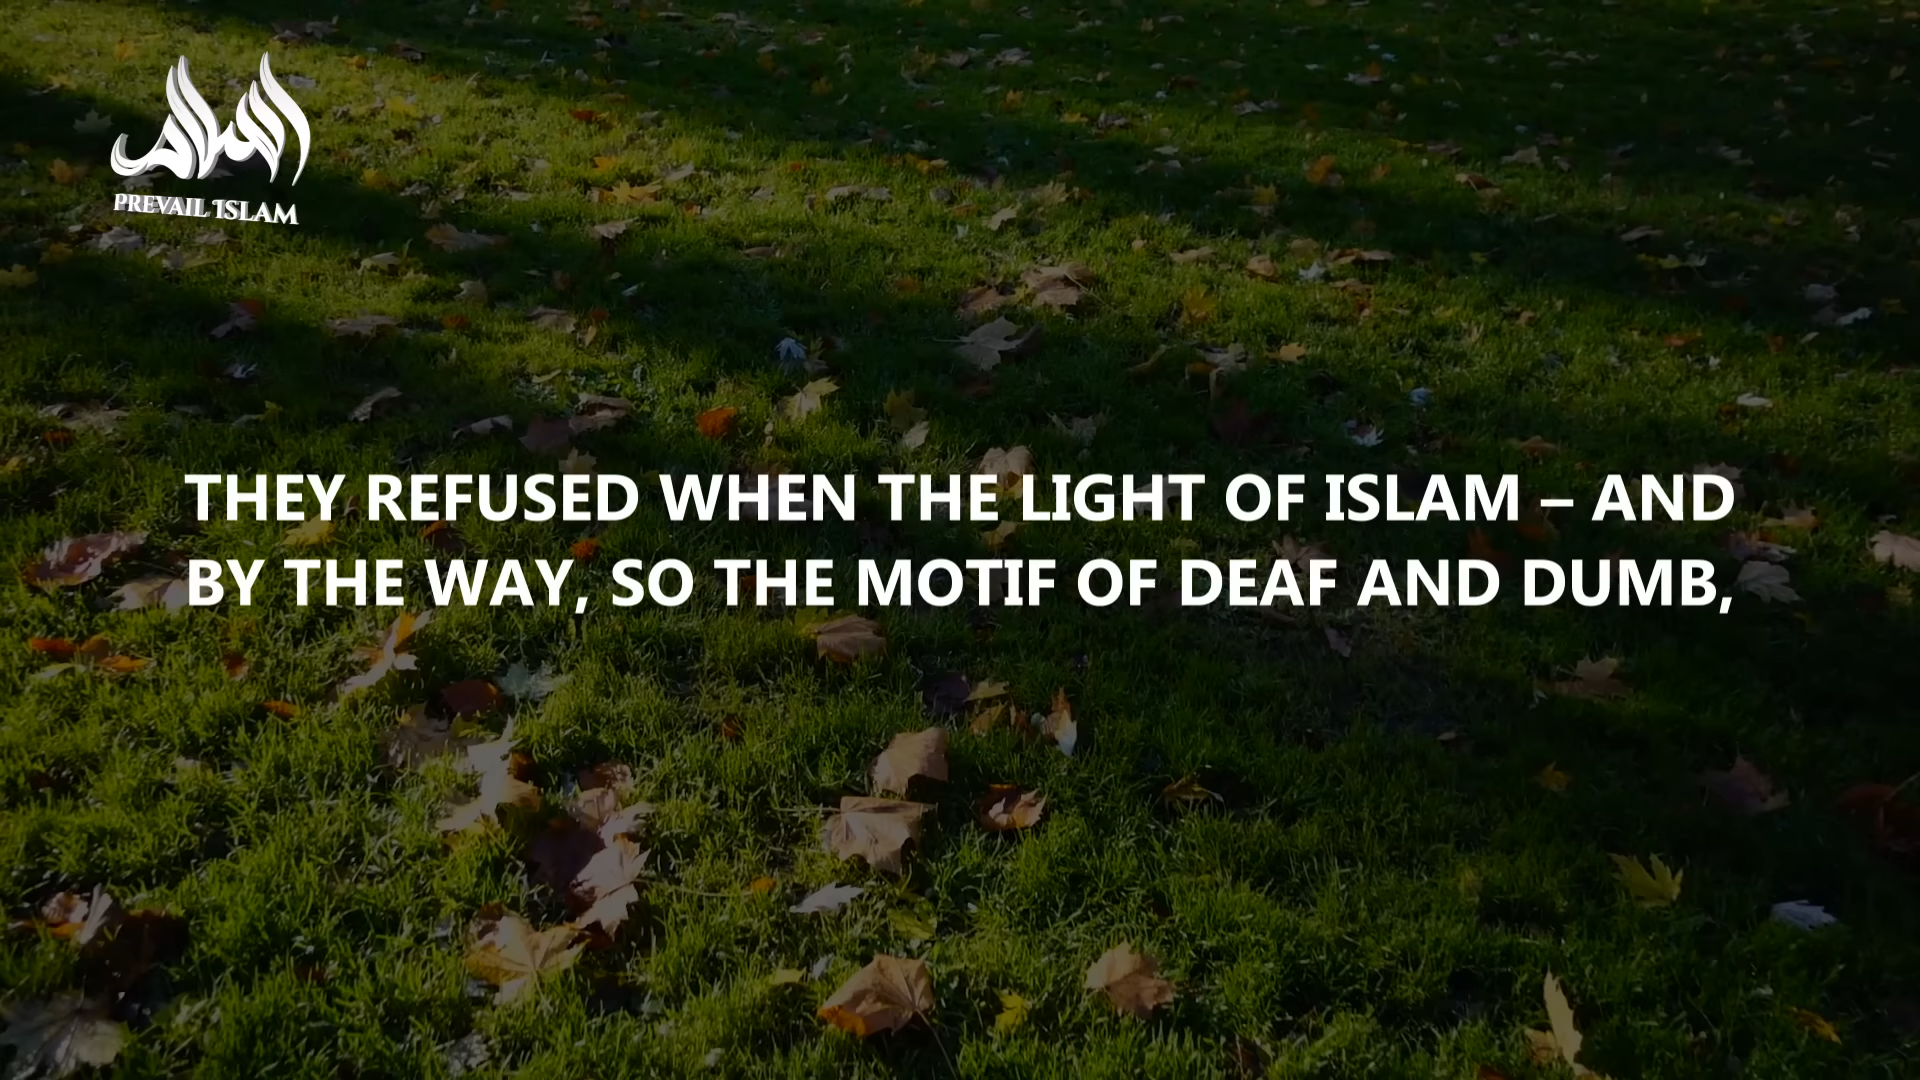 السلام
PREVAIL ISLAM
THEY REFUSED WHEN THE LIGHT OF ISLAM – AND
BY THE WAY, SO THE MOTIF OF DEAF AND DUMB,